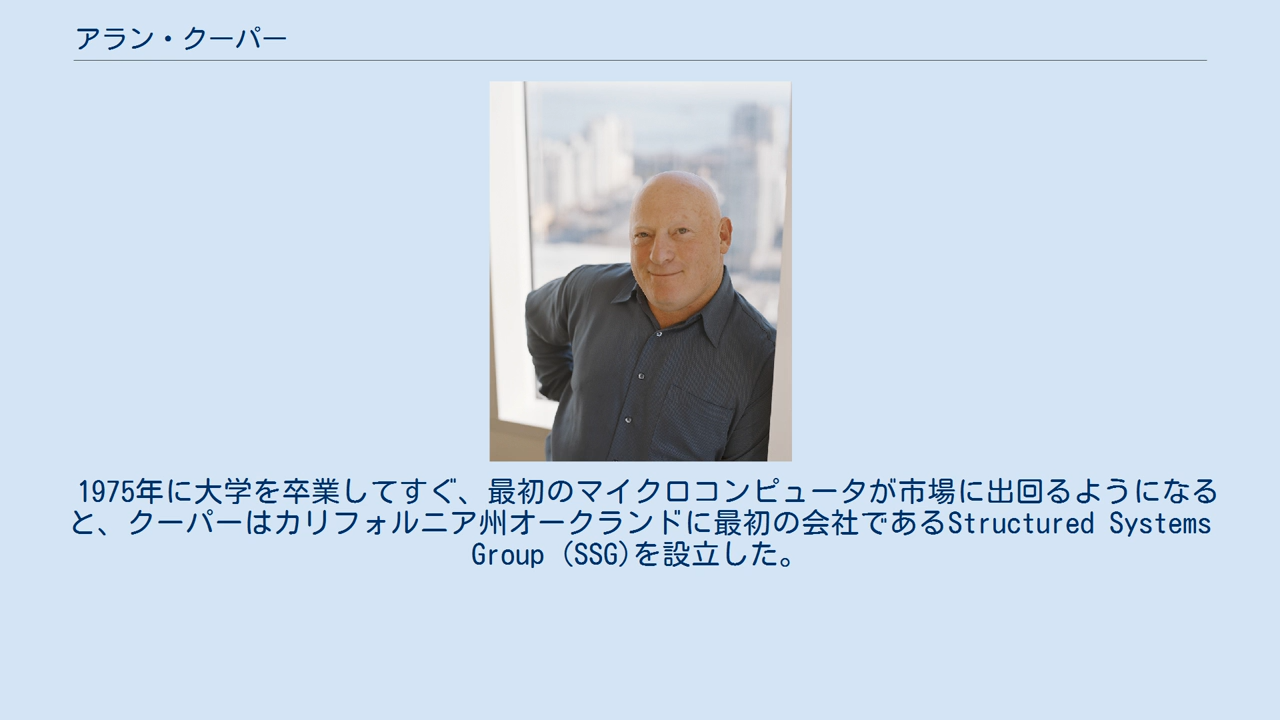 アラン・クーパー
1975年に大学を卒業してすぐ、最初のマイクロコンピュータが市場に出回るようになる
と、クーパーはカリフォルニア州オークランドに最初の会社であるStructured Systems
Group (SSG)を設立した。